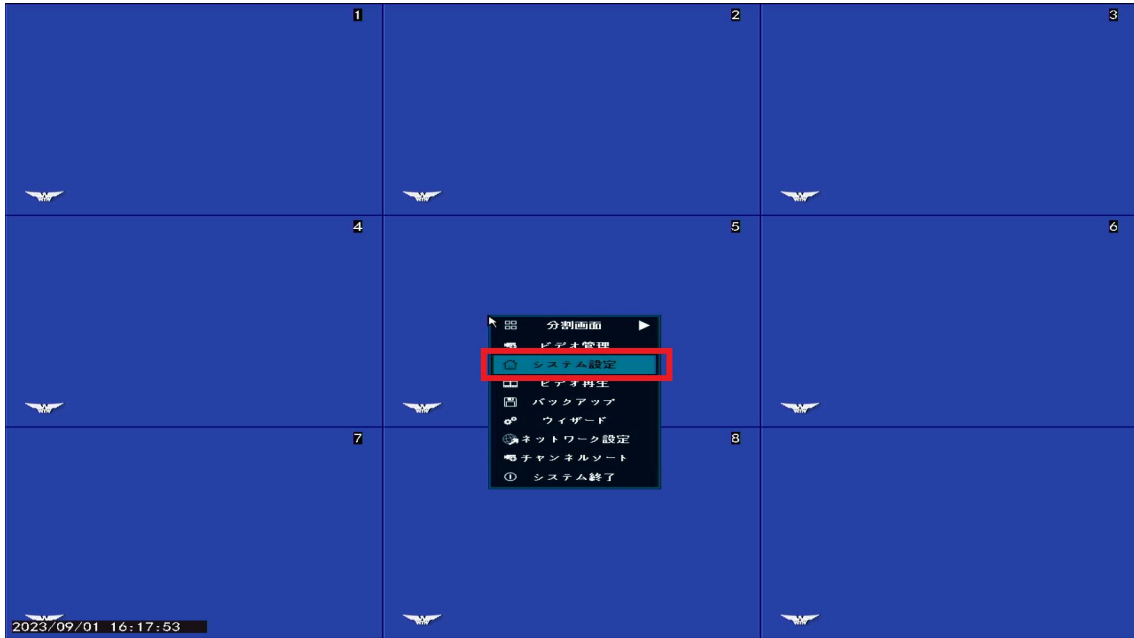 1
2
3
4
5
6
分割画面
ビデオ管理
システム設定
ビデオ再生
バックアップ
ウィザード
ネットワーク設定
チャンネルソート
システム終了
7
8
2023/09/01 16:17:53